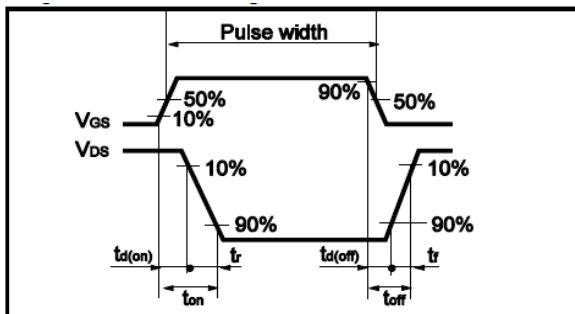 Pulse width
90%
50%
50%
10%
VGS
VDS
10%
10%
90%
90%
td(on)
tr
td(off)
tf
ton
toff